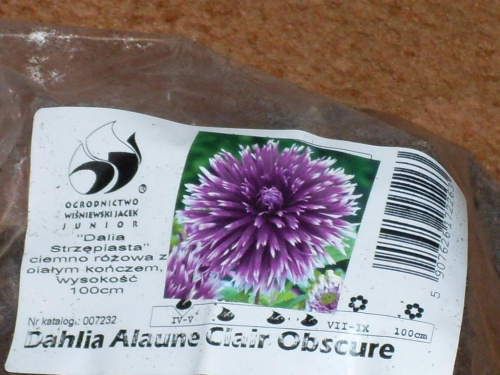 OGRODNICTWO
WIŚNIEWSKI JACEK
JUNIOR
®
"Dalia
Strzępiasta"
ciemno różowa z
białym kończem,
wysokość
100cm
Nr katalog.: 007232
IV-V
VII-IX
100cm
Dahlia Alaune Clair Obscure